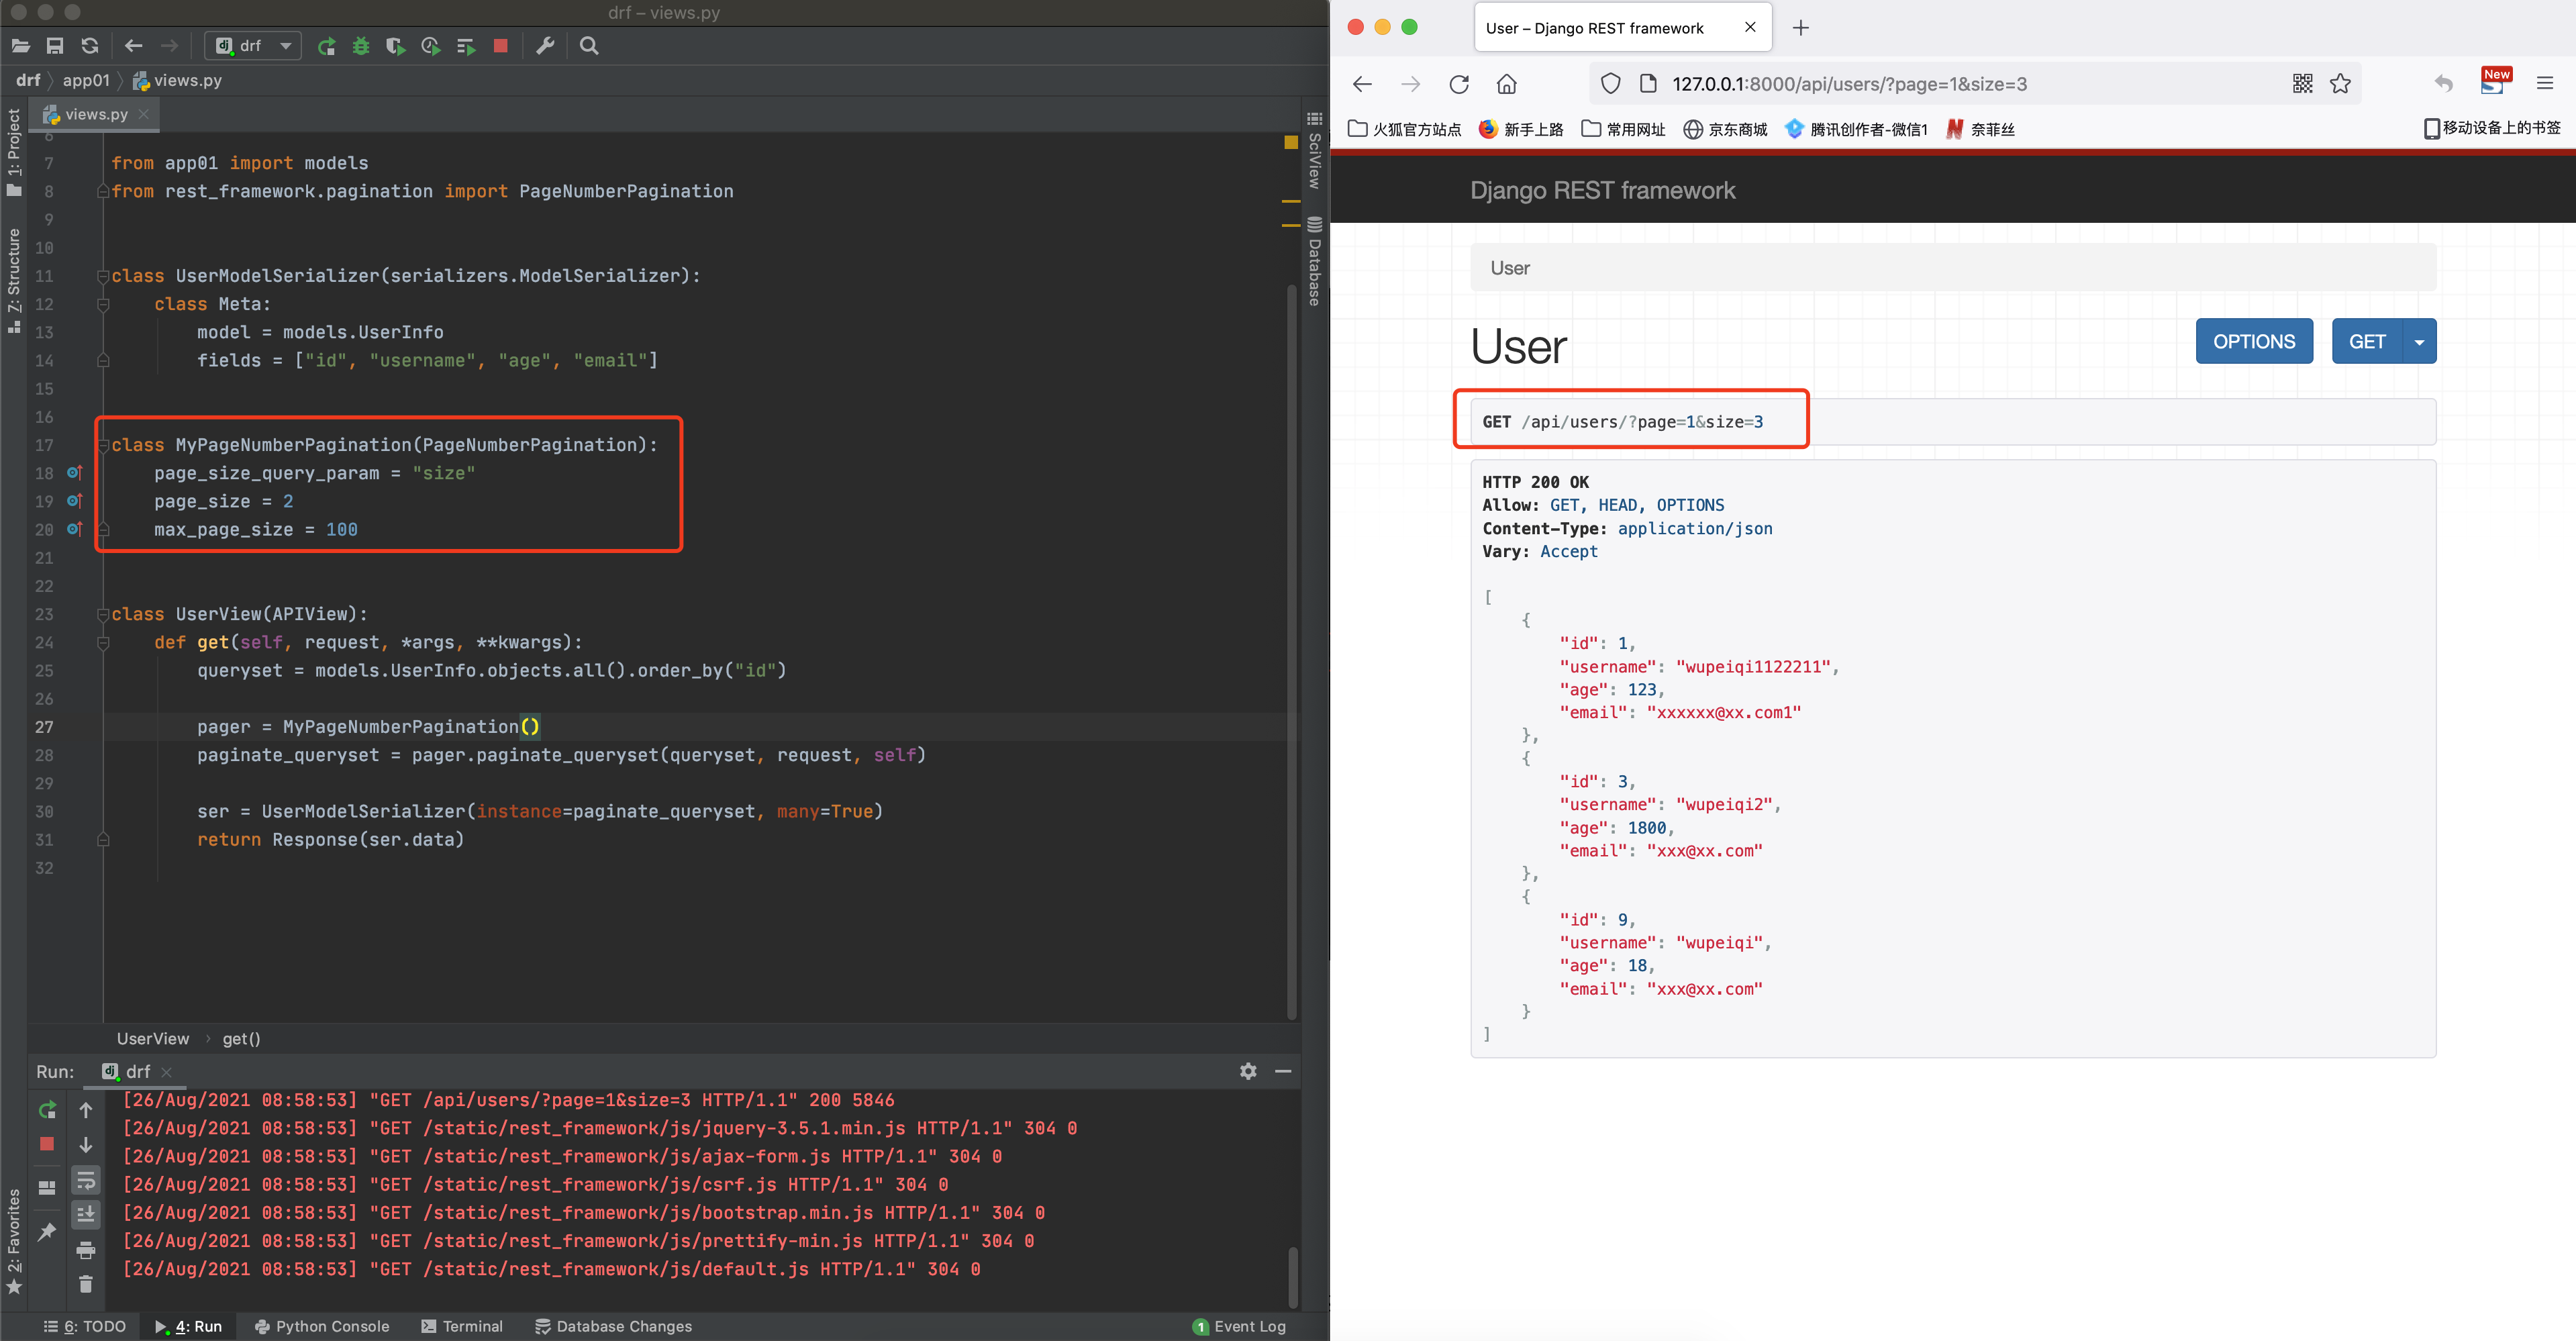 drf – views.py
drf
drf 〉 app01 〉 views.py
1: Project
7: Structure
2: Favorites
views.py
6
7 from app01 import models
8 from rest_framework.pagination import PageNumberPagination
9
10
11 class UserModelSerializer(serializers.ModelSerializer):
12 class Meta:
13 model = models.UserInfo
14 fields = ["id", "username", "age", "email"]
15
16
17 class MyPageNumberPagination(PageNumberPagination):
18 page_size_query_param = "size"
19 page_size = 2
20 max_page_size = 100
21
22
23 class UserView(APIView):
24 def get(self, request, *args, **kwargs):
25 queryset = models.UserInfo.objects.all().order_by("id")
26
27 pager = MyPageNumberPagination()
28 paginate_queryset = pager.paginate_queryset(queryset, request, self)
29
30 ser = UserModelSerializer(instance=paginate_queryset, many=True)
31 return Response(ser.data)
32
SciView
Database
UserView › get()
Run: drf
[26/Aug/2021 08:58:53] "GET /api/users/?page=1&size=3 HTTP/1.1" 200 5846
[26/Aug/2021 08:58:53] "GET /static/rest_framework/js/jquery-3.5.1.min.js HTTP/1.1" 304 0
[26/Aug/2021 08:58:53] "GET /static/rest_framework/js/ajax-form.js HTTP/1.1" 304 0
[26/Aug/2021 08:58:53] "GET /static/rest_framework/js/csrf.js HTTP/1.1" 304 0
[26/Aug/2021 08:58:53] "GET /static/rest_framework/js/bootstrap.min.js HTTP/1.1" 304 0
[26/Aug/2021 08:58:53] "GET /static/rest_framework/js/prettify-min.js HTTP/1.1" 304 0
[26/Aug/2021 08:58:53] "GET /static/rest_framework/js/default.js HTTP/1.1" 304 0
6: TODO 4: Run Python Console Terminal Database Changes 1 Event Log
User – Django REST framework
127.0.0.1:8000/api/users/?page=1&size=3
New
火狐官方站点 新手上路 常用网址 京东商城 腾讯创作者-微信1 奈菲丝 移动设备上的书签
Django REST framework
User
User
OPTIONS GET
GET /api/users/?page=1&size=3
HTTP 200 OK
Allow: GET, HEAD, OPTIONS
Content-Type: application/json
Vary: Accept
[
{
"id": 1,
"username": "wupeiqi1122211",
"age": 123,
"email": "xxxxxx@xx.com1"
},
{
"id": 3,
"username": "wupeiqi2",
"age": 1800,
"email": "xxx@xx.com"
},
{
"id": 9,
"username": "wupeiqi",
"age": 18,
"email": "xxx@xx.com"
}
]